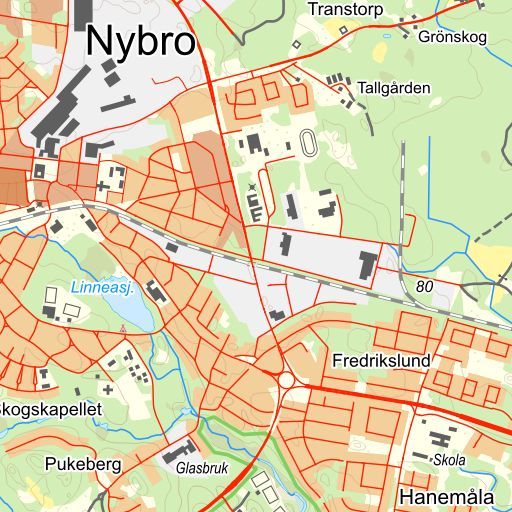 Transtorp
Nybro
Grönskog
Tallgården
Linneasj.
80
Fredrikslund
Skogskapellet
Pukeberg
Glasbruk
Skola
Hanemåla